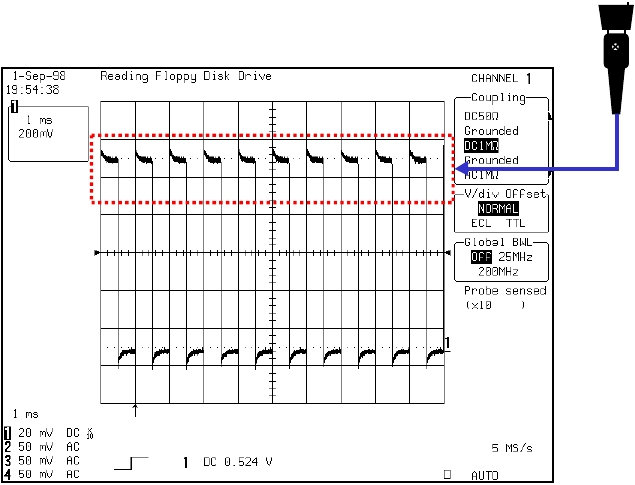 1-Sep-98
19:54:38
Reading Floppy Disk Drive
1
1 ms
200mV
CHANNEL 1
Coupling
DC50Ω
Grounded
DC1MΩ
Grounded
AC1MΩ
V/div Offset
NORMAL
ECL TTL
Global BWL
OFF 25MHz
200MHz
Probe sensed
(x10 )
1
1 ms
1 20 mV DC X10
2 50 mV AC
3 50 mV AC
4 50 mV AC
1 DC 0.524 V
5 MS/s
AUTO